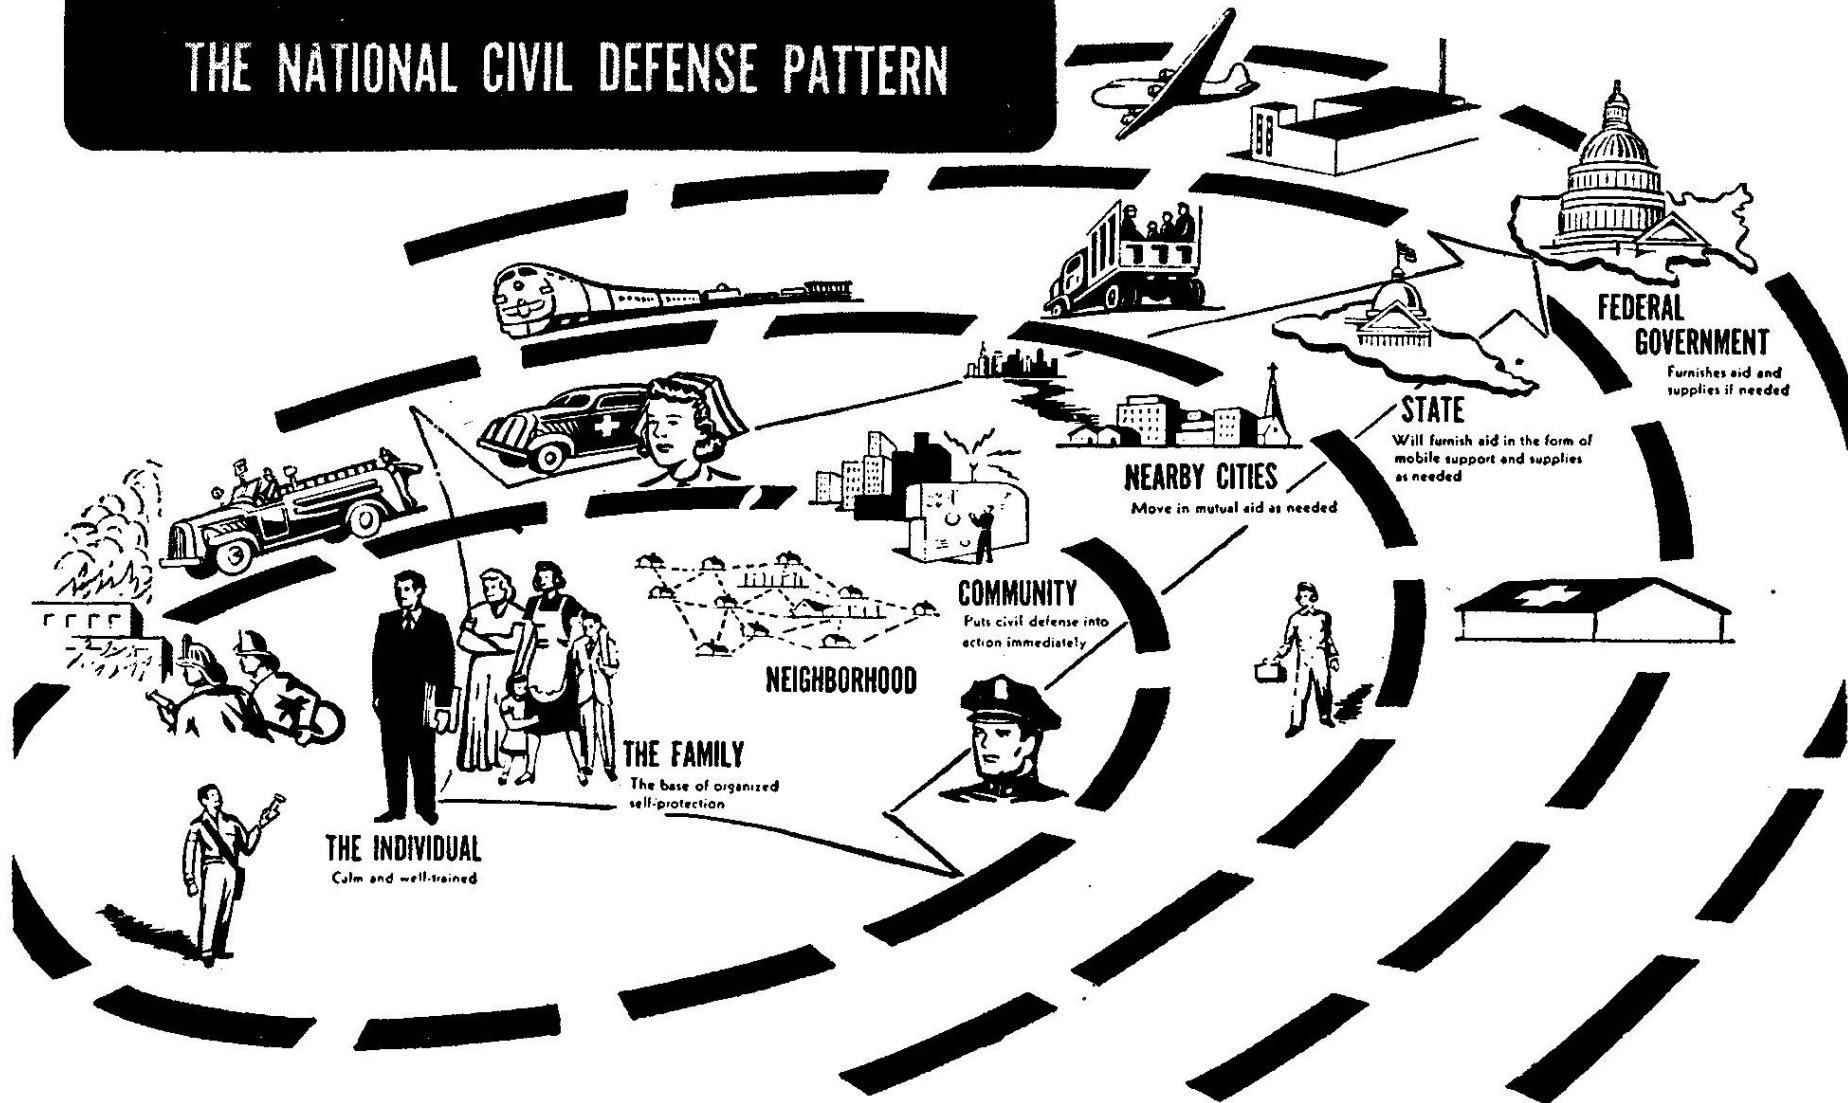 THE NATIONAL CIVIL DEFENSE PATTERN
FEDERAL
GOVERNMENT
Furnishes aid and
supplies if needed
STATE
Will furnish aid in the form of
mobile support and supplies
as needed
NEARBY CITIES
Move in mutual aid as needed
COMMUNITY
Puts civil defense into
action immediately
NEIGHBORHOOD
THE FAMILY
The base of organized
self-protection
THE INDIVIDUAL
Calm and well-trained